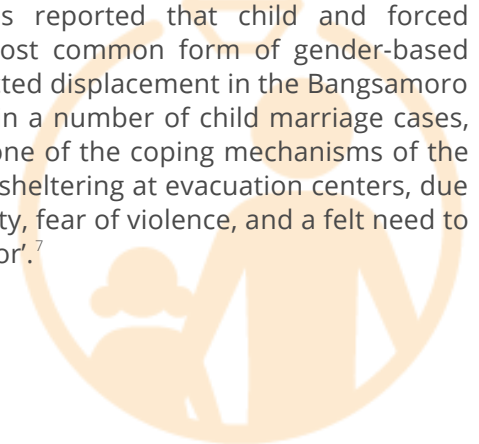 s reported that child and forced
ost common form of gender-based
ted displacement in the Bangsamoro
n a number of child marriage cases,
one of the coping mechanisms of the
sheltering at evacuation centers, due
ty, fear of violence, and a felt need to
or’.7